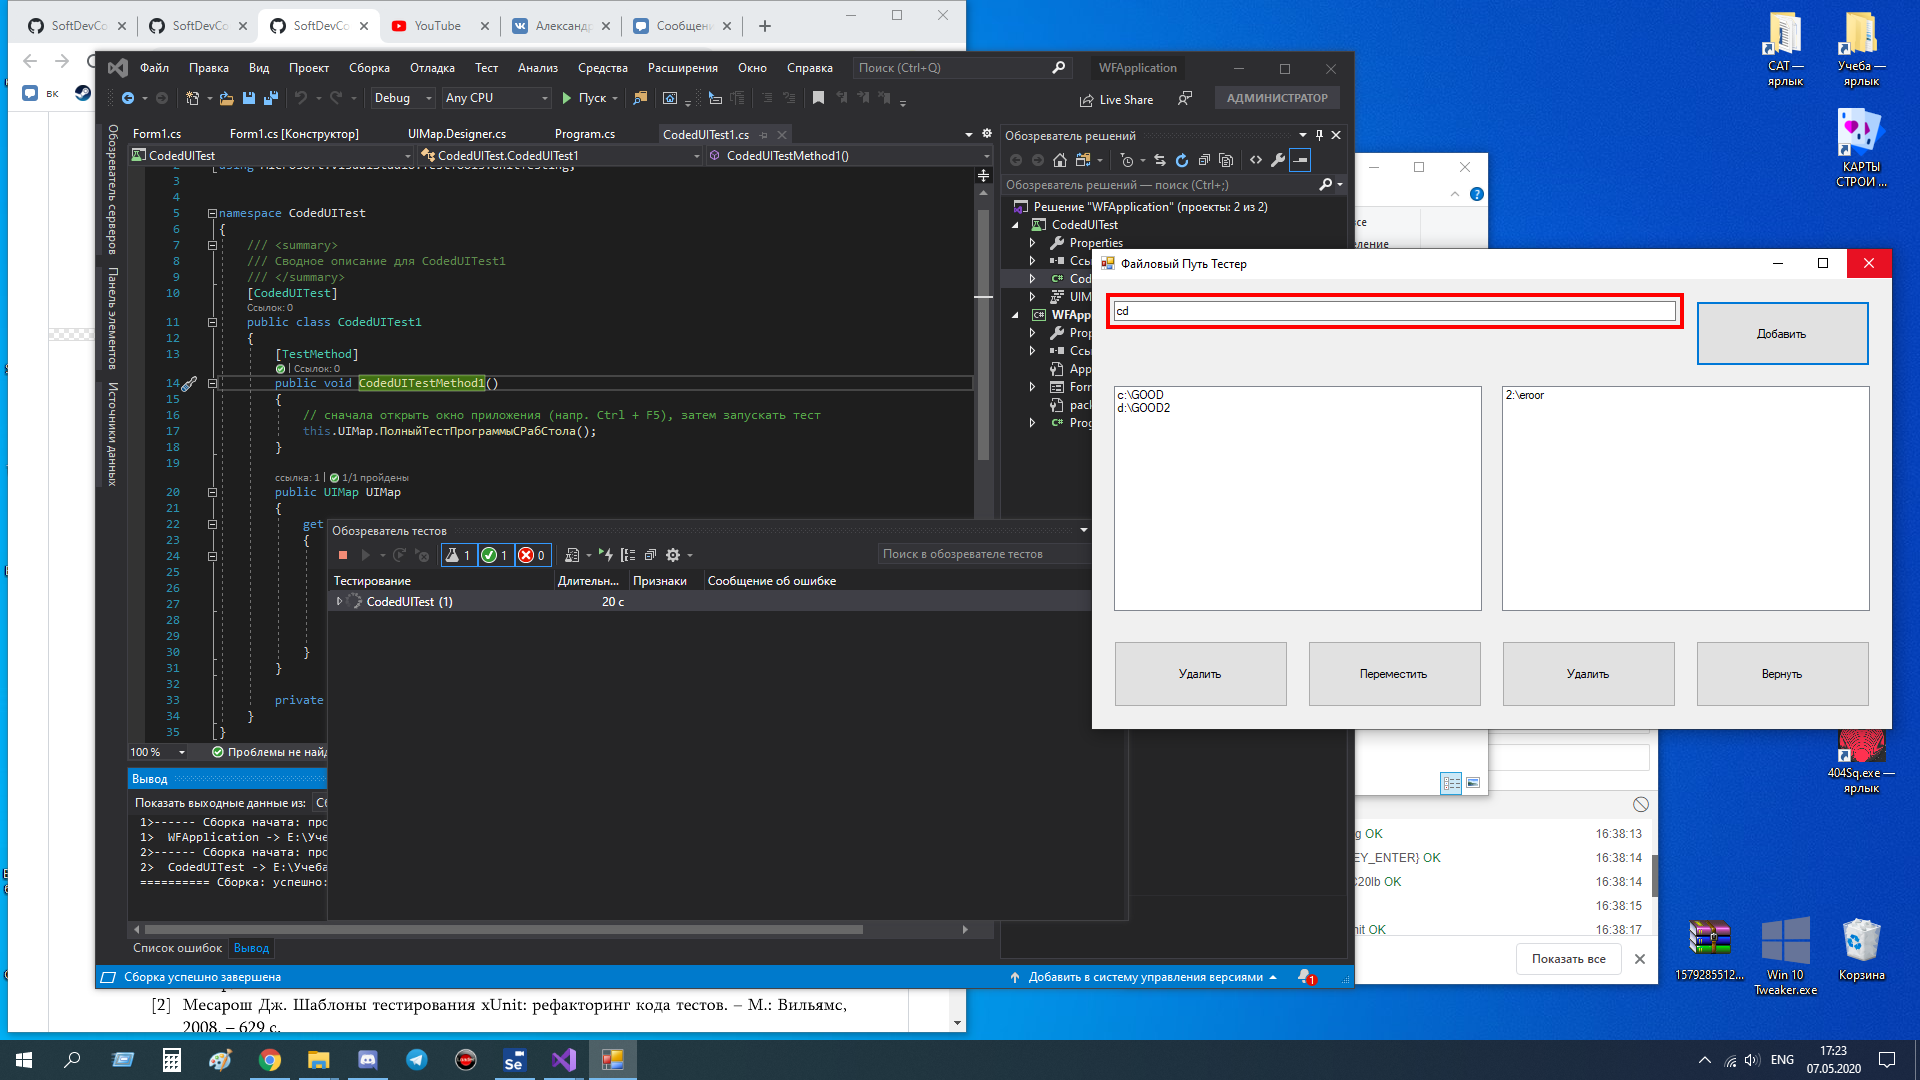 SoftDevCo
SoftDevCo
SoftDevCo
YouTube
Александр
Сообщени
вк
Файл Правка Вид Проект Сборка Отладка Тест Анализ Средства Расширения Окно Справка
Поиск (Ctrl+Q)
WFApplication
Debug
Any CPU
Пуск
Live Share
АДМИНИСТРАТОР
Обозреватель серверов
Панель элементов
Источники данных
Form1.cs
Form1.cs [Конструктор]
UIMap.Designer.cs
Program.cs
CodedUITest1.cs
CodedUITest
CodedUITest.CodedUITest1
CodedUITestMethod1()
3
4
5 namespace CodedUITest
6 {
7 /// <summary>
8 /// Сводное описание для CodedUITest1
9 /// </summary>
10 [CodedUITest]
Ссылок: 0
11 public class CodedUITest1
12 {
13 [TestMethod]
| Ссылок: 0
14 public void CodedUITestMethod1()
15 {
16 // сначала открыть окно приложения (напр. Ctrl + F5), затем запускать тест
17 this.UIMap.ПолныйТестПрограммыСРабСтола();
18 }
19
ссылка: 1 | 1/1 пройдены
20 public UIMap UIMap
21 {
22 get
23 {
24
25
26
27
28
29
30 }
31 }
32
33 private
34 }
35 }
100 %
Проблемы не найд
Вывод
Показать выходные данные из:
1>------ Сборка начата: про
1> WFApplication -> E:\Уче
2>------ Сборка начата: про
2> CodedUITest -> E:\Учеба
========== Сборка: успешно:
Список ошибок
Вывод
Сборка успешно завершена
Добавить в систему управления версиями
1
Обозреватель тестов
1
1
0
Поиск в обозревателе тестов
Тестирование
Длительн...
Признаки
Сообщение об ошибке
CodedUITest (1)
20 с
Обозреватель решений
Обозреватель решений — поиск (Ctrl+;)
Решение "WFApplication" (проекты: 2 из 2)
CodedUITest
Properties
Ссы
Cod
UIM
WFApp
Prop
Ссы
App
Forr
pacl
Prog
все
еление
Файловый Путь Тестер
cd
Добавить
c:\GOOD
d:\GOOD2
2:\eroor
Удалить
Переместить
Удалить
Вернуть
g OK
16:38:13
EY_ENTER} OK
16:38:14
C20lb OK
16:38:14
16:38:15
nit OK
16:38:17
Показать все
[2] Месарош Дж. Шаблоны тестирования xUnit: рефакторинг кода тестов. – М.: Вильямс,
2008. – 629 с.
САТ —
ярлык
Учеба —
ярлык
КАРТЫ
СТРОИ ...
404Sq.exe —
ярлык
1579285512...
Win 10
Tweaker.exe
Корзина
Se
ENG
17:23
07.05.2020